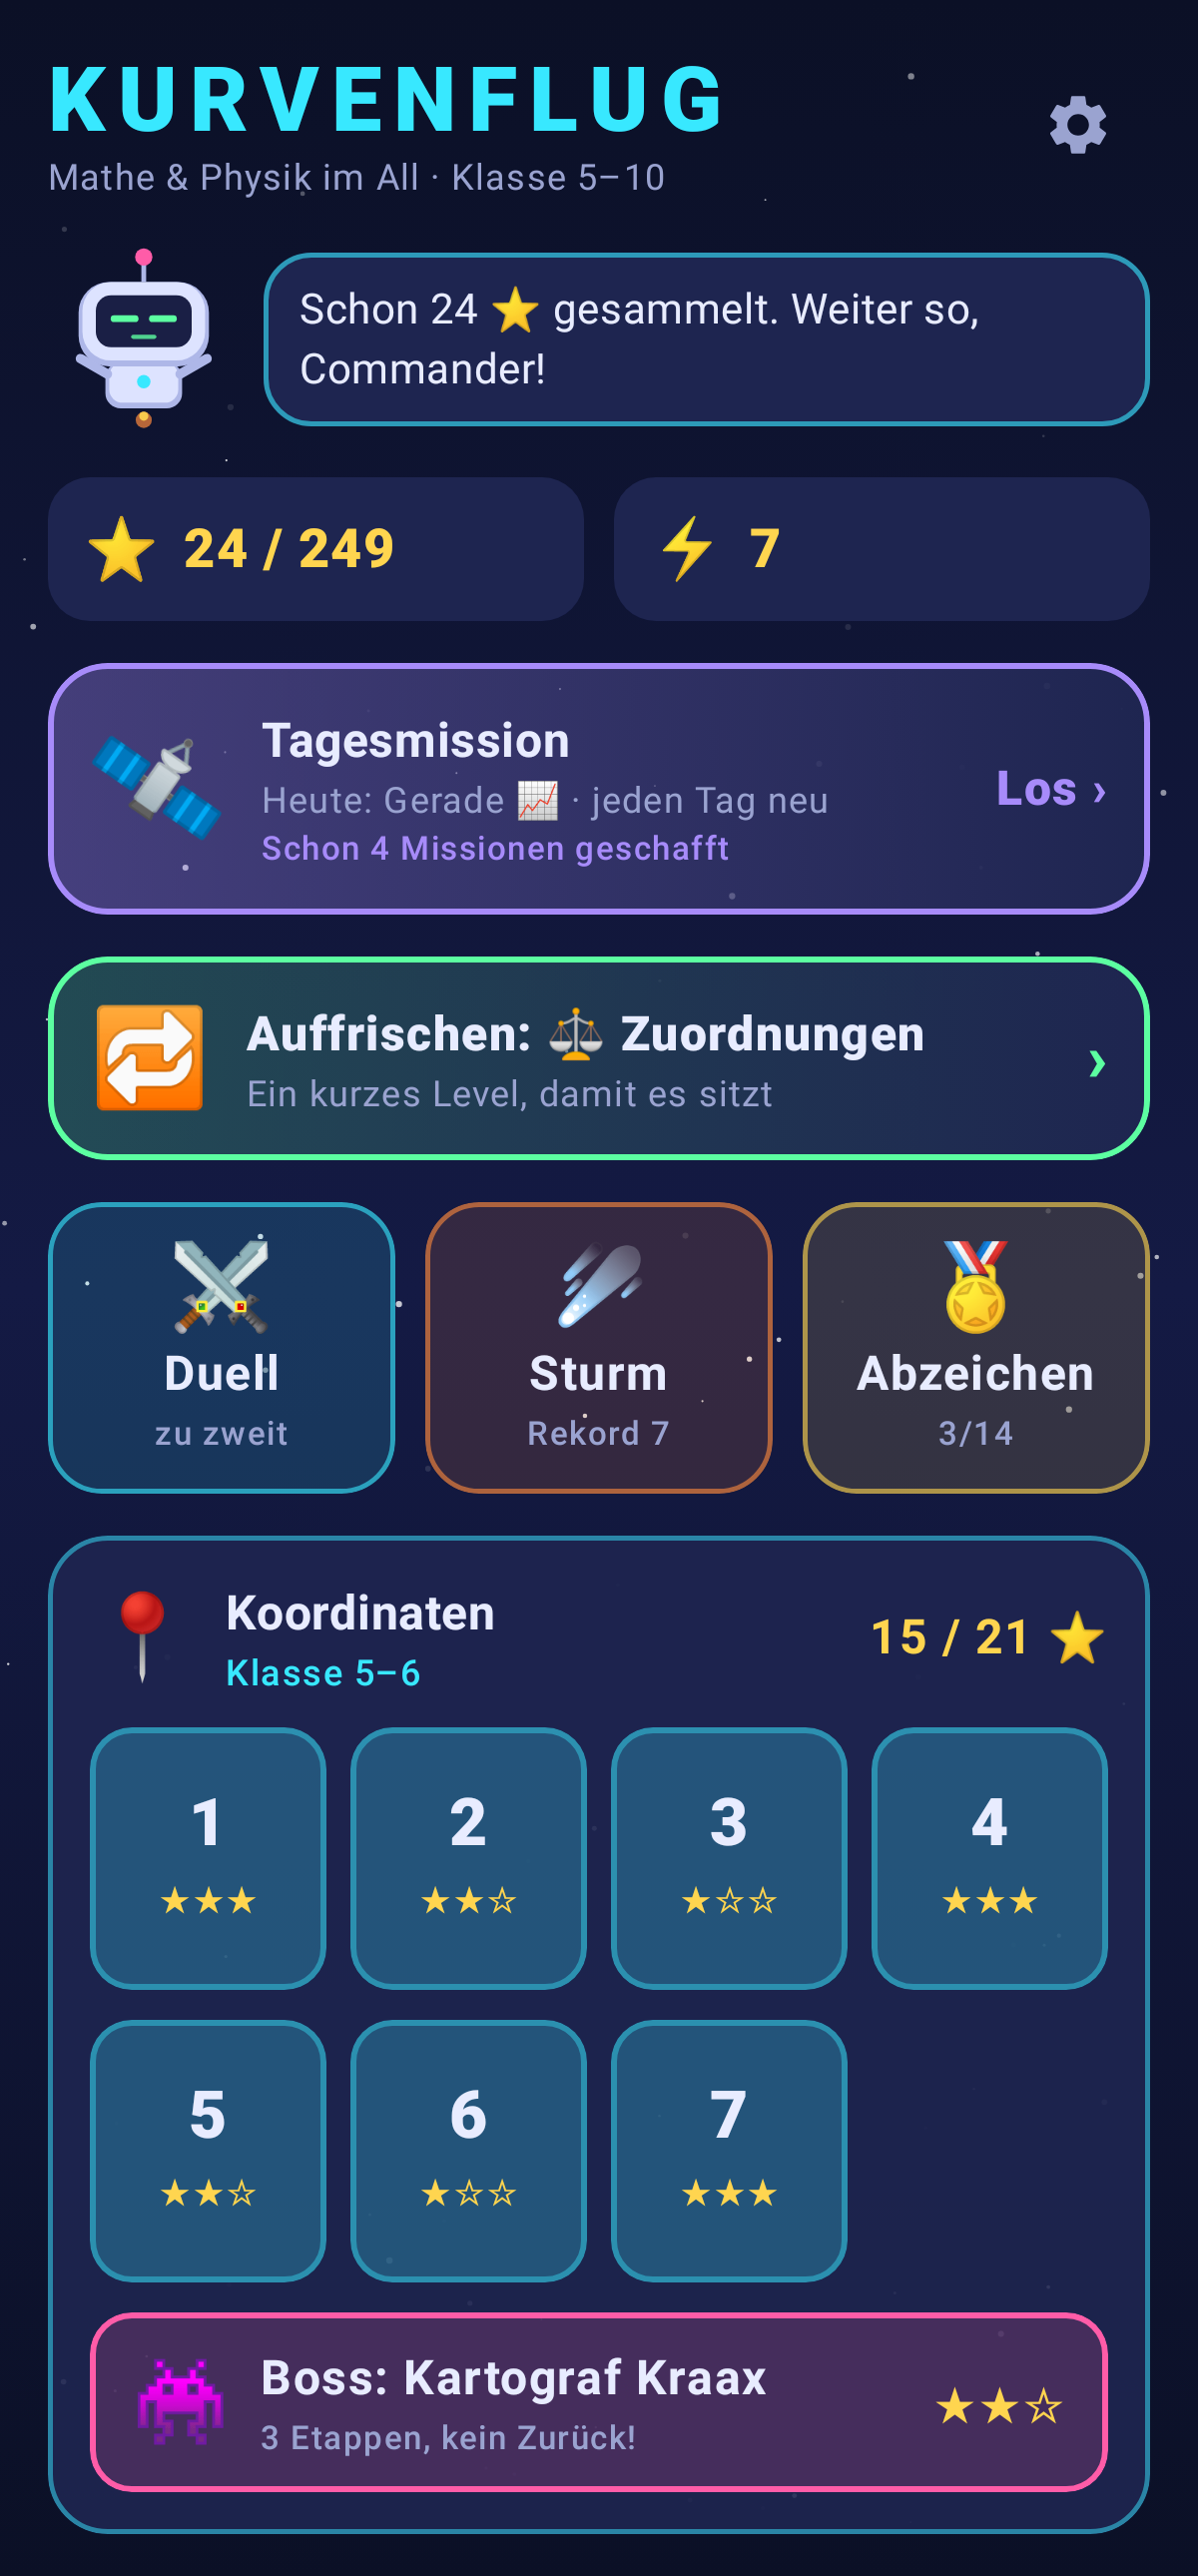 KURVENFLUG
Mathe & Physik im All · Klasse 5–10
Schon 24 ⭐ gesammelt. Weiter so,
Commander!
⭐ 24 / 249
⚡ 7
Tagesmission
Heute: Gerade 📈 · jeden Tag neu
Schon 4 Missionen geschafft
Los ›
Auffrischen: ⚖️ Zuordnungen
Ein kurzes Level, damit es sitzt
›
Duell
zu zweit
Sturm
Rekord 7
Abzeichen
3/14
Koordinaten
Klasse 5–6
15 / 21 ⭐
1
★★★
2
★★☆
3
★☆☆
4
★★★
5
★★☆
6
★☆☆
7
★★★
Boss: Kartograf Kraax
3 Etappen, kein Zurück!
★★☆